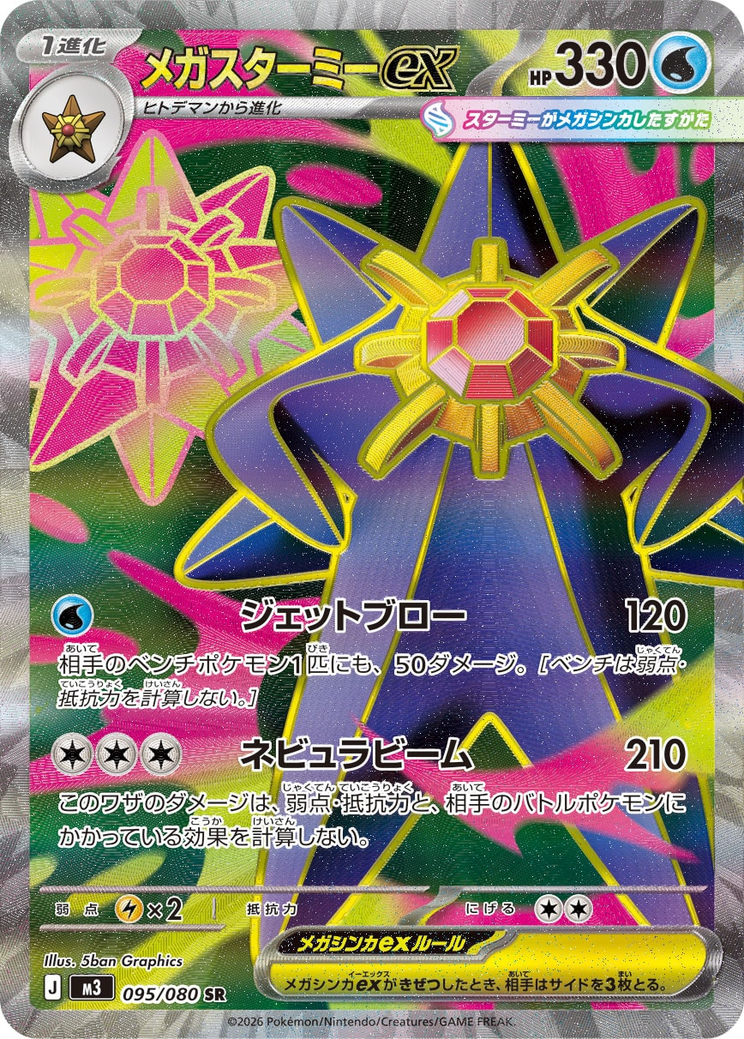 1進化
メガスターミーex
HP330
ヒトデマンから進化
スターミーがメガシンカしたすがた
ジェットブロー 120
相手のベンチポケモン1匹にも、50ダメージ。[ベンチは弱点・
抵抗力を計算しない。]
ネビュラビーム 210
このワザのダメージは、弱点・抵抗力と、相手のバトルポケモンに
かかっている効果を計算しない。
弱点 ×2 抵抗力 にげる
メガシンカexルール
メガシンカexがきぜつしたとき、相手はサイドを3枚とる。
Illus. 5ban Graphics
J M3 095/080 SR
©2026 Pokémon/Nintendo/Creatures/GAME FREAK.